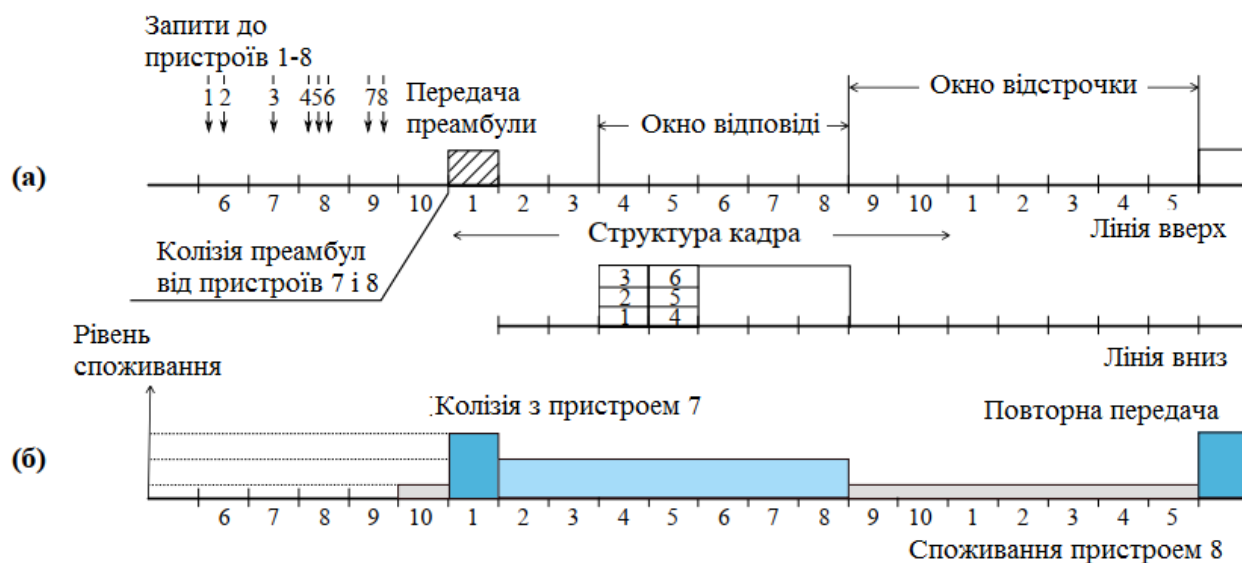 Запити до
пристроїв 1-8
1 2 3 456 78
Передача
преамбули
Окно відповіді
Окно відстрочки
(а)
6 7 8 9 10 1 2 3 4 5 6 7 8 9 10 1 2 3 4 5
Структура кадра
Лінія вверх
Колізія преамбул
від пристроїв 7 і 8
3 6
2 5
1 4
Лінія вниз
Рівень
споживання
Колізія з пристроєм 7
Повторна передача
(б)
6 7 8 9 10 1 2 3 4 5 6 7 8 9 10 1 2 3 4 5
Споживання пристроєм 8